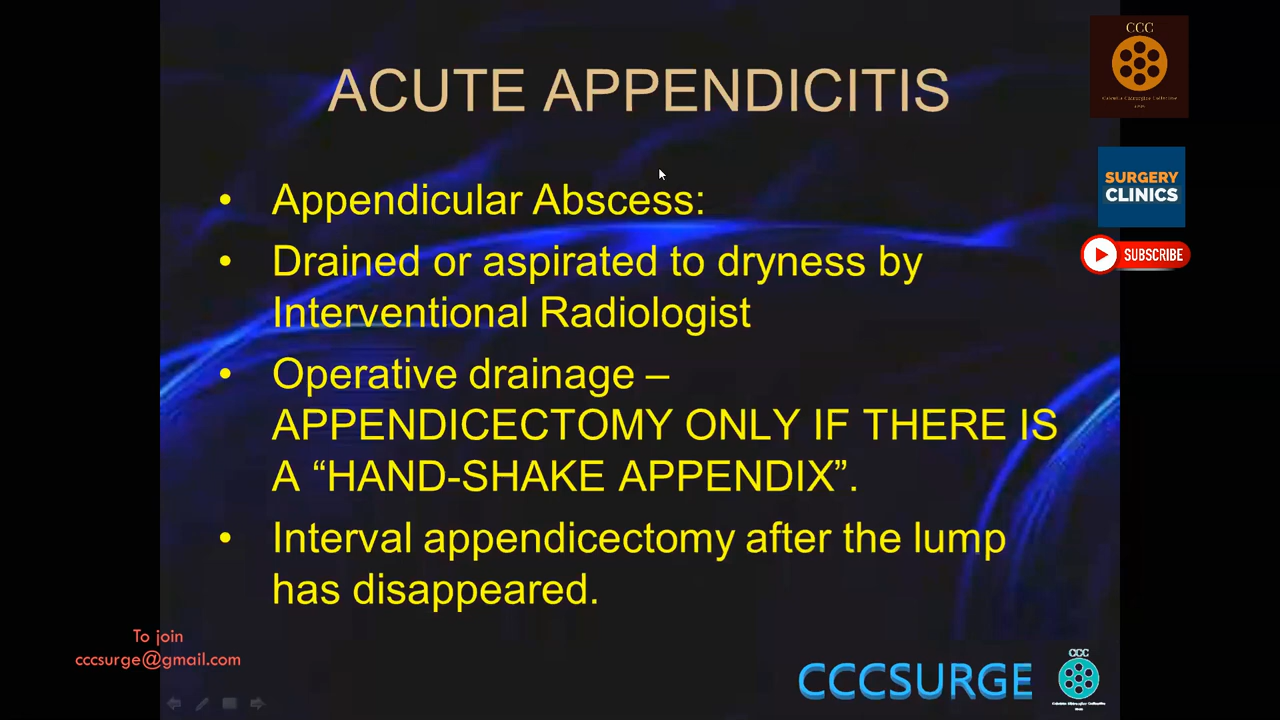 CCC
ACUTE APPENDICITIS
SURGERY
CLINICS
SUBSCRIBE
• Appendicular Abscess:
• Drained or aspirated to dryness by
Interventional Radiologist
• Operative drainage –
APPENDICECTOMY ONLY IF THERE IS
A “HAND-SHAKE APPENDIX”.
• Interval appendicectomy after the lump
has disappeared.
To join
cccsurge@gmail.com
CCCSURGE
CCC